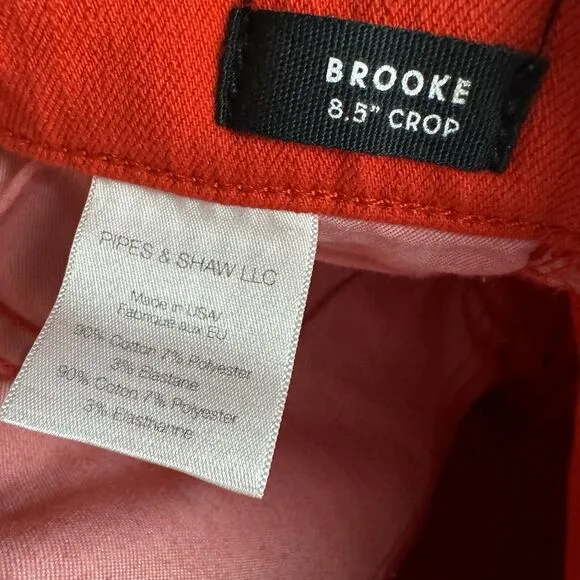 BROOKE
8.5" CROP
PIPES & SHAW LLC
Made in USA/
Fabriqué aux EU
90% Cotton 7% Polyester
3% Elastane
90% Coton 7% Polyester
3% Élasthanne